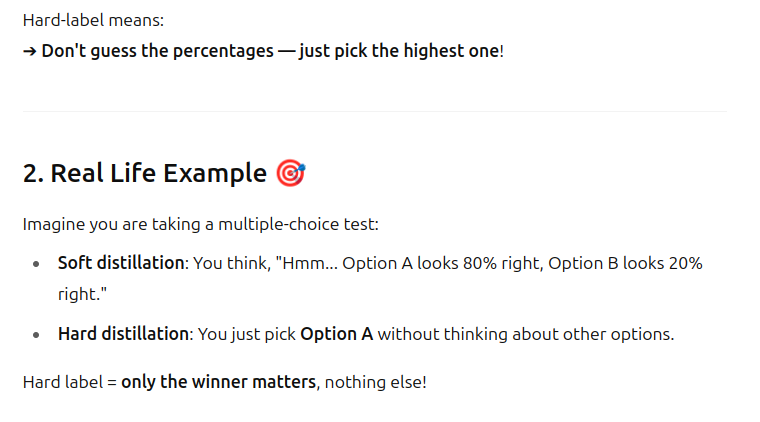 Hard-label means:
➔ Don't guess the percentages — just pick the highest one!
2. Real Life Example 🎯
Imagine you are taking a multiple-choice test:
• Soft distillation: You think, "Hmm... Option A looks 80% right, Option B looks 20%
right."
• Hard distillation: You just pick Option A without thinking about other options.
Hard label = only the winner matters, nothing else!